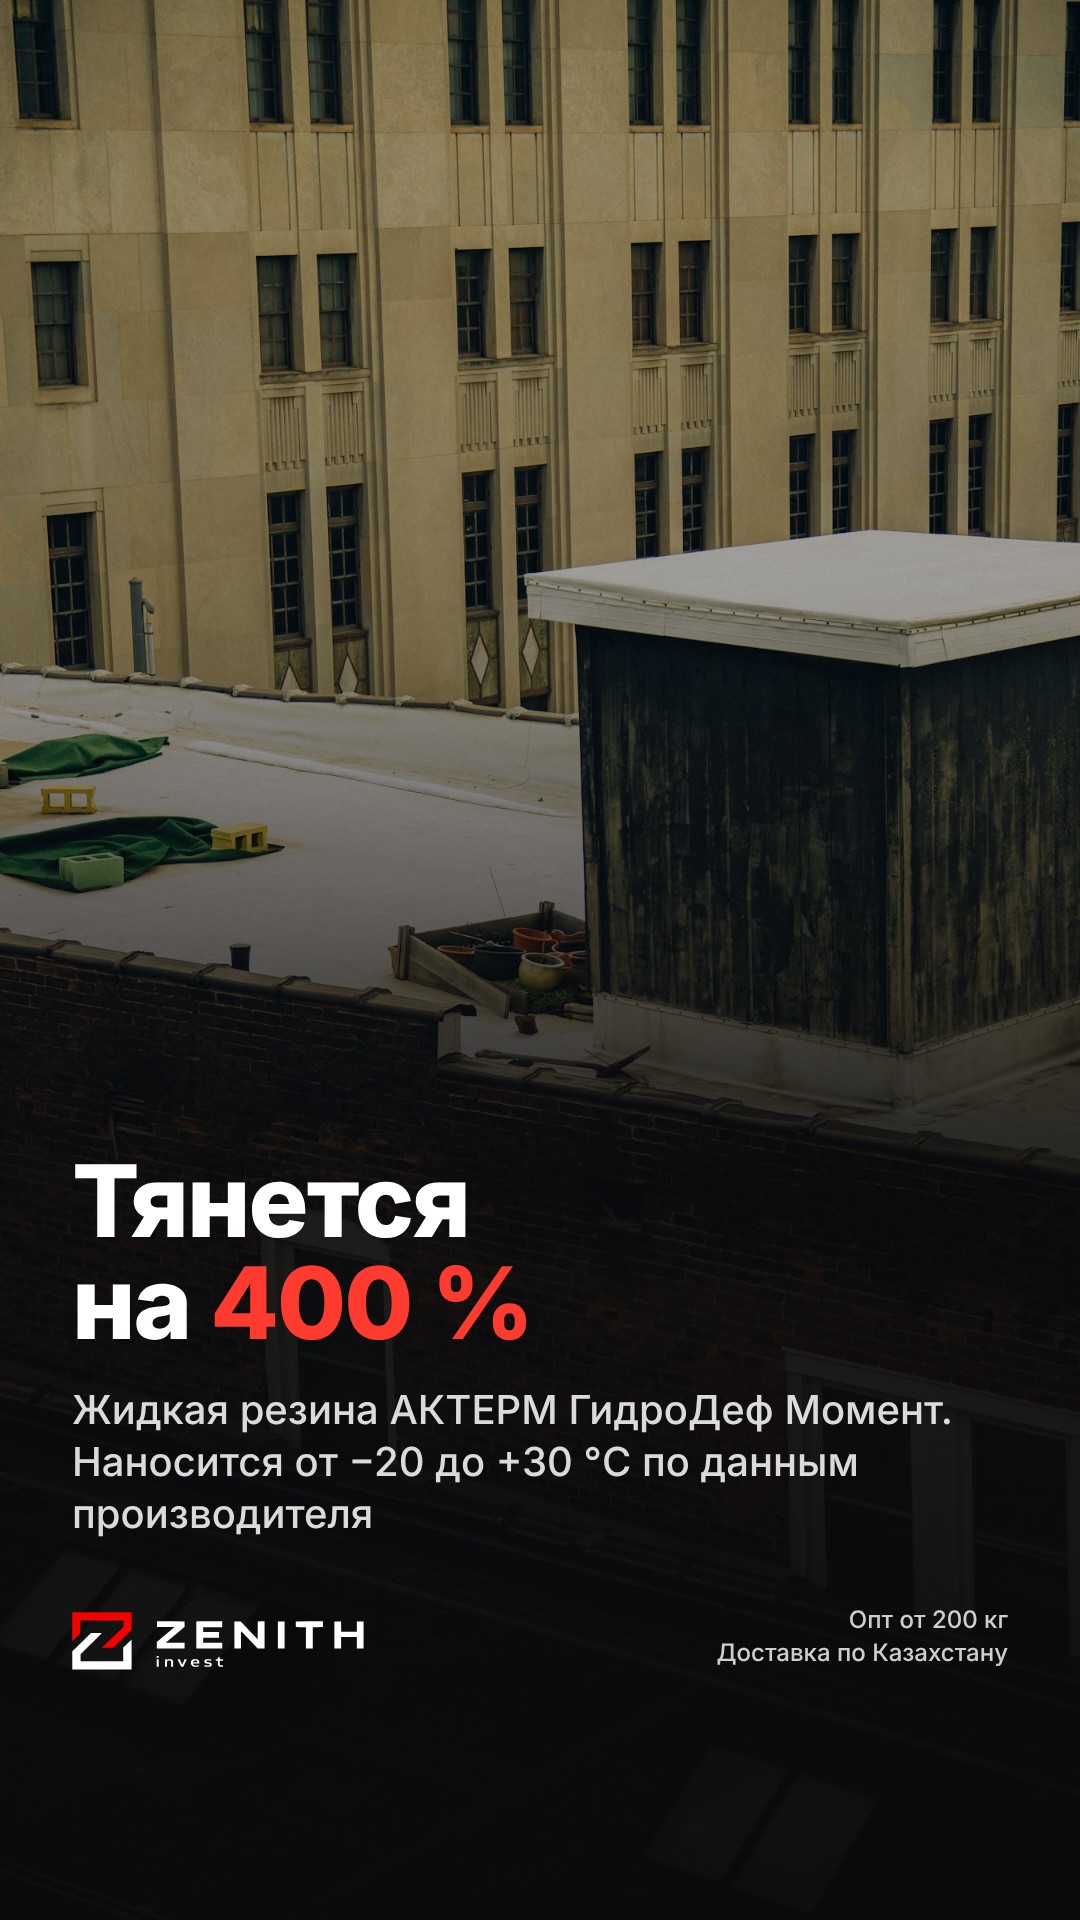 Тянется
на 400 %
Жидкая резина АКТЕРМ ГидроДеф Момент.
Наносится от −20 до +30 °C по данным
производителя
ZENITH
invest
Опт от 200 кг
Доставка по Казахстану